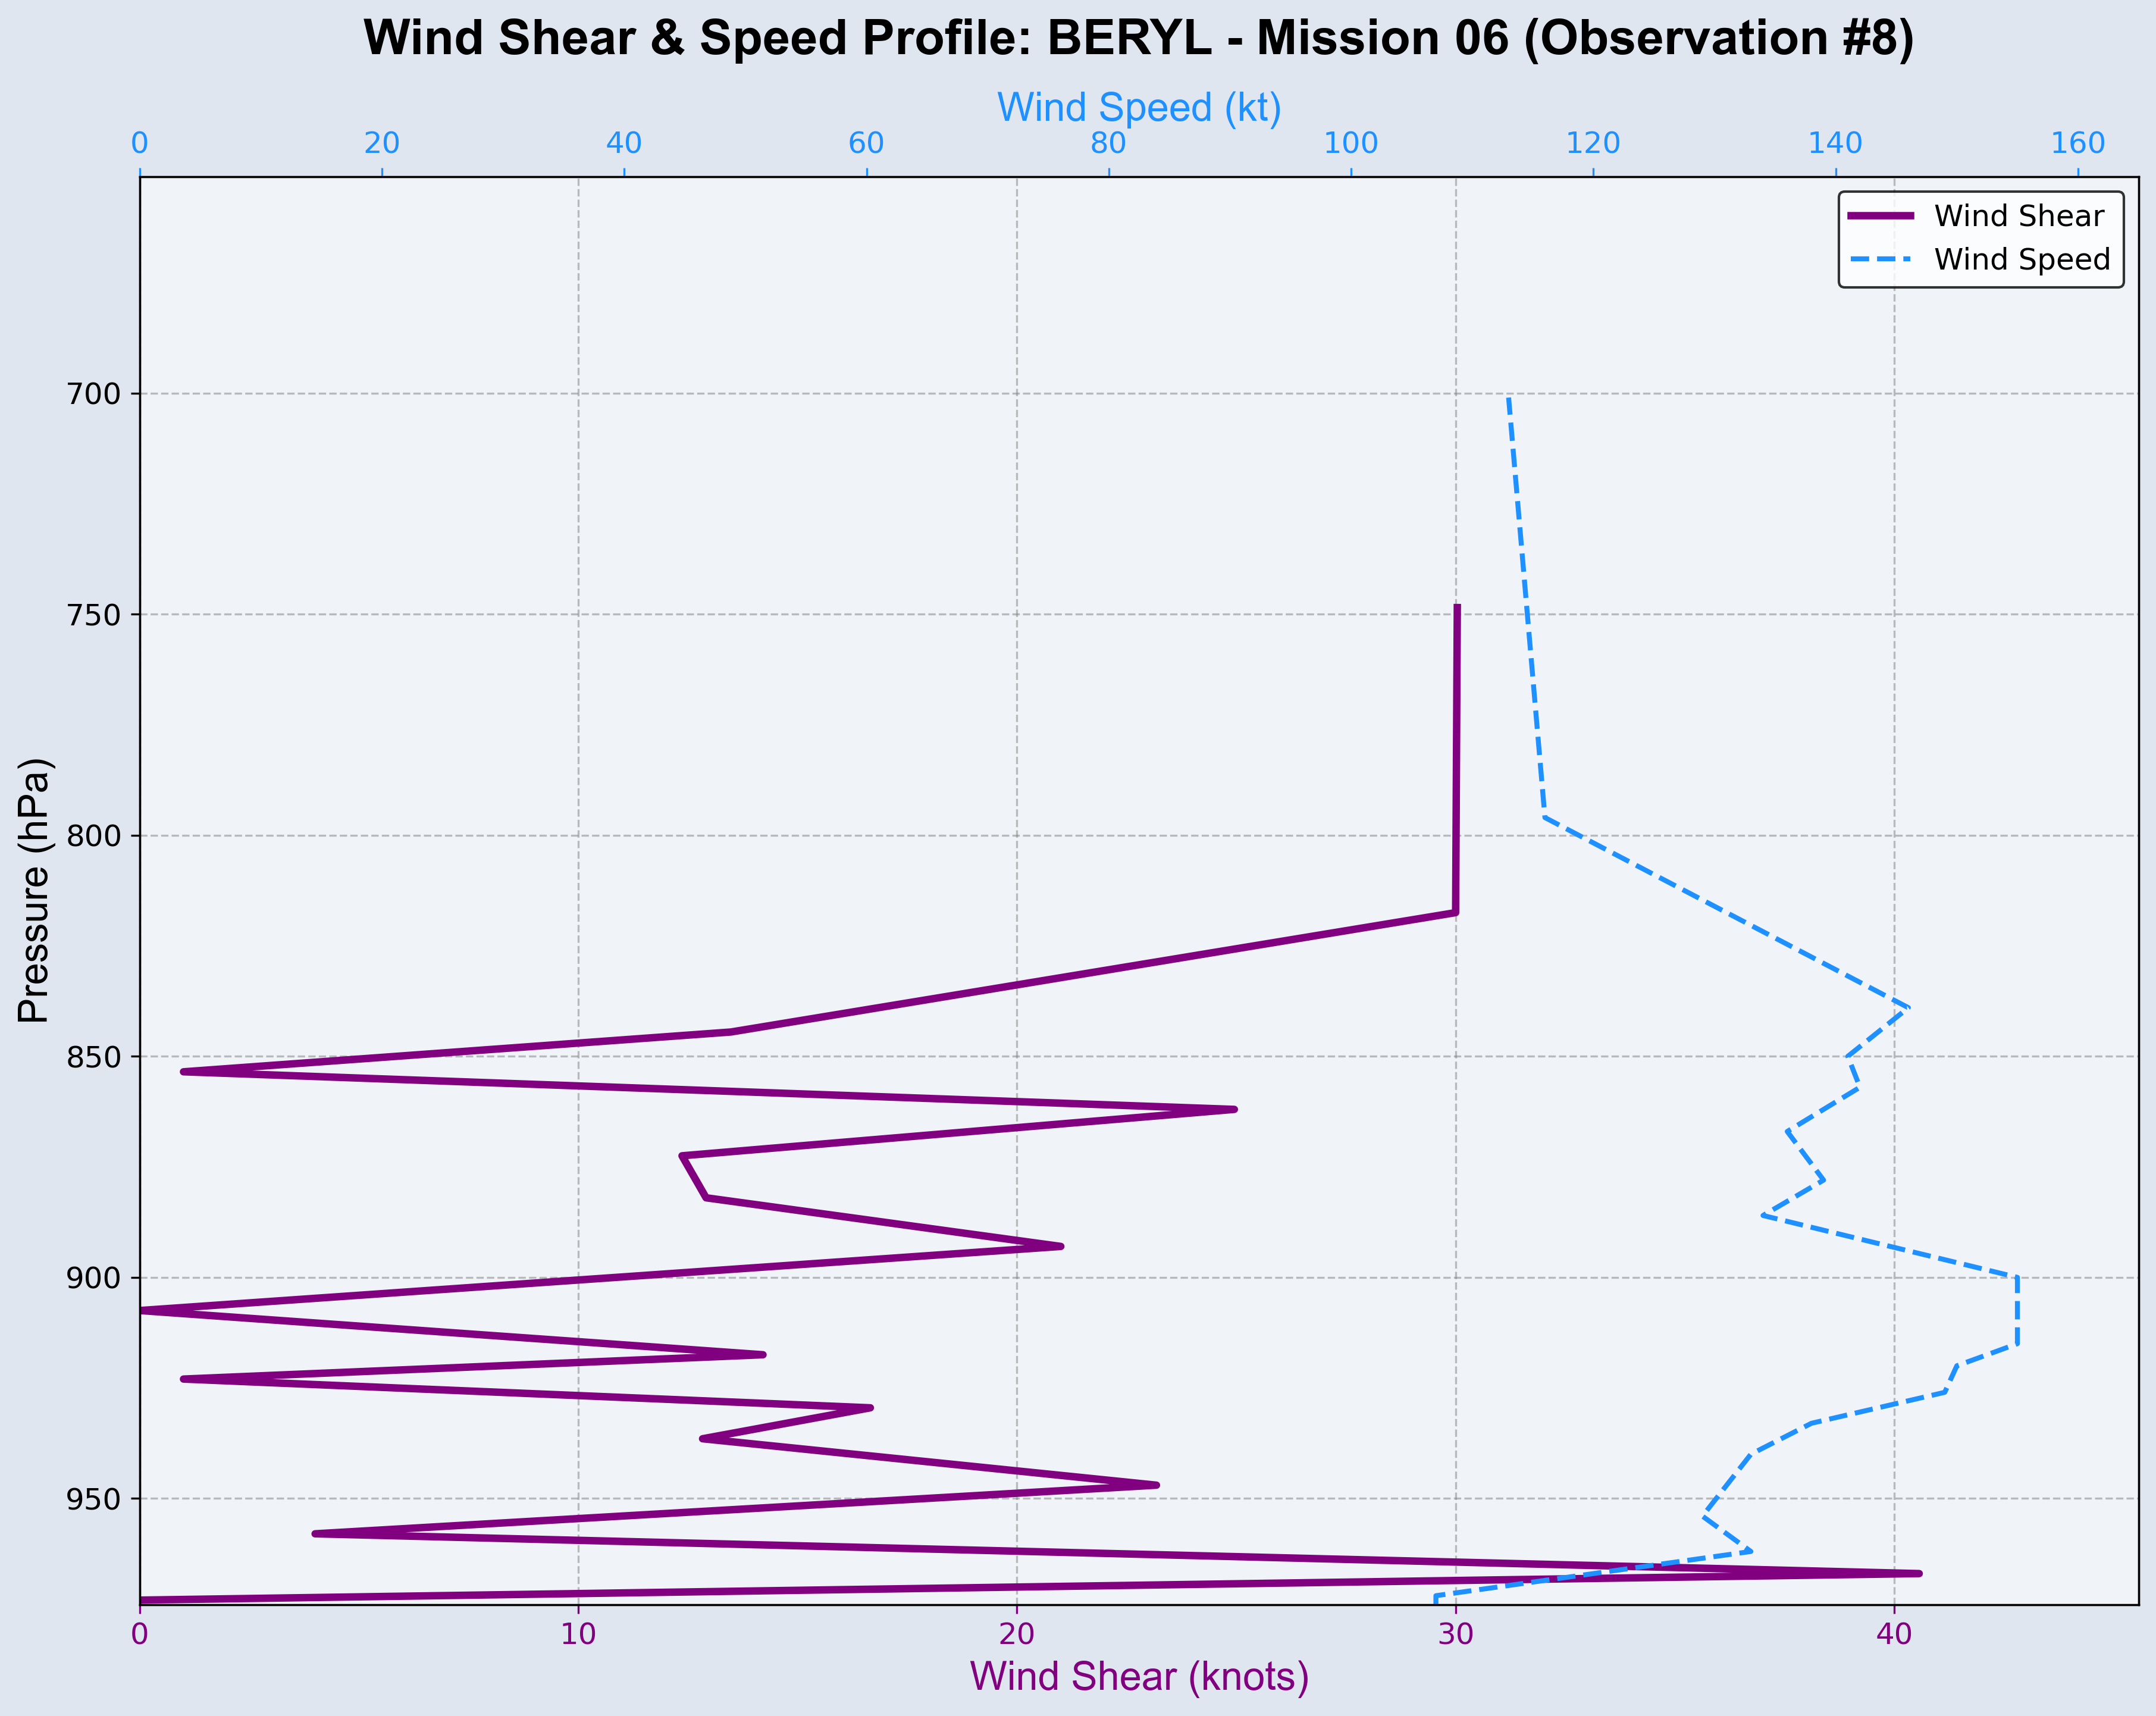 Wind Shear & Speed Profile: BERYL - Mission 06 (Observation #8)
Wind Speed (kt)
0 20 40 60 80 100 120 140 160
Wind Shear
Wind Speed
700
750
800
850
900
950
Pressure (hPa)
0 10 20 30 40
Wind Shear (knots)